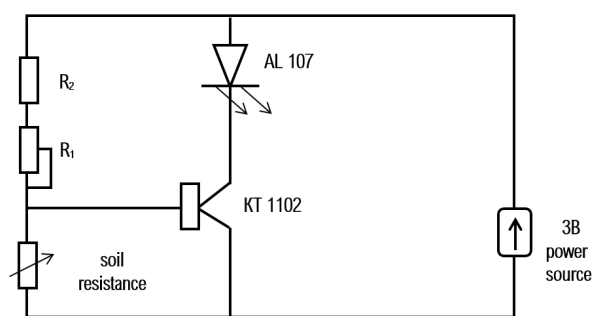 AL 107
R₂
R₁
KT 1102
soil
resistance
3B
power
source